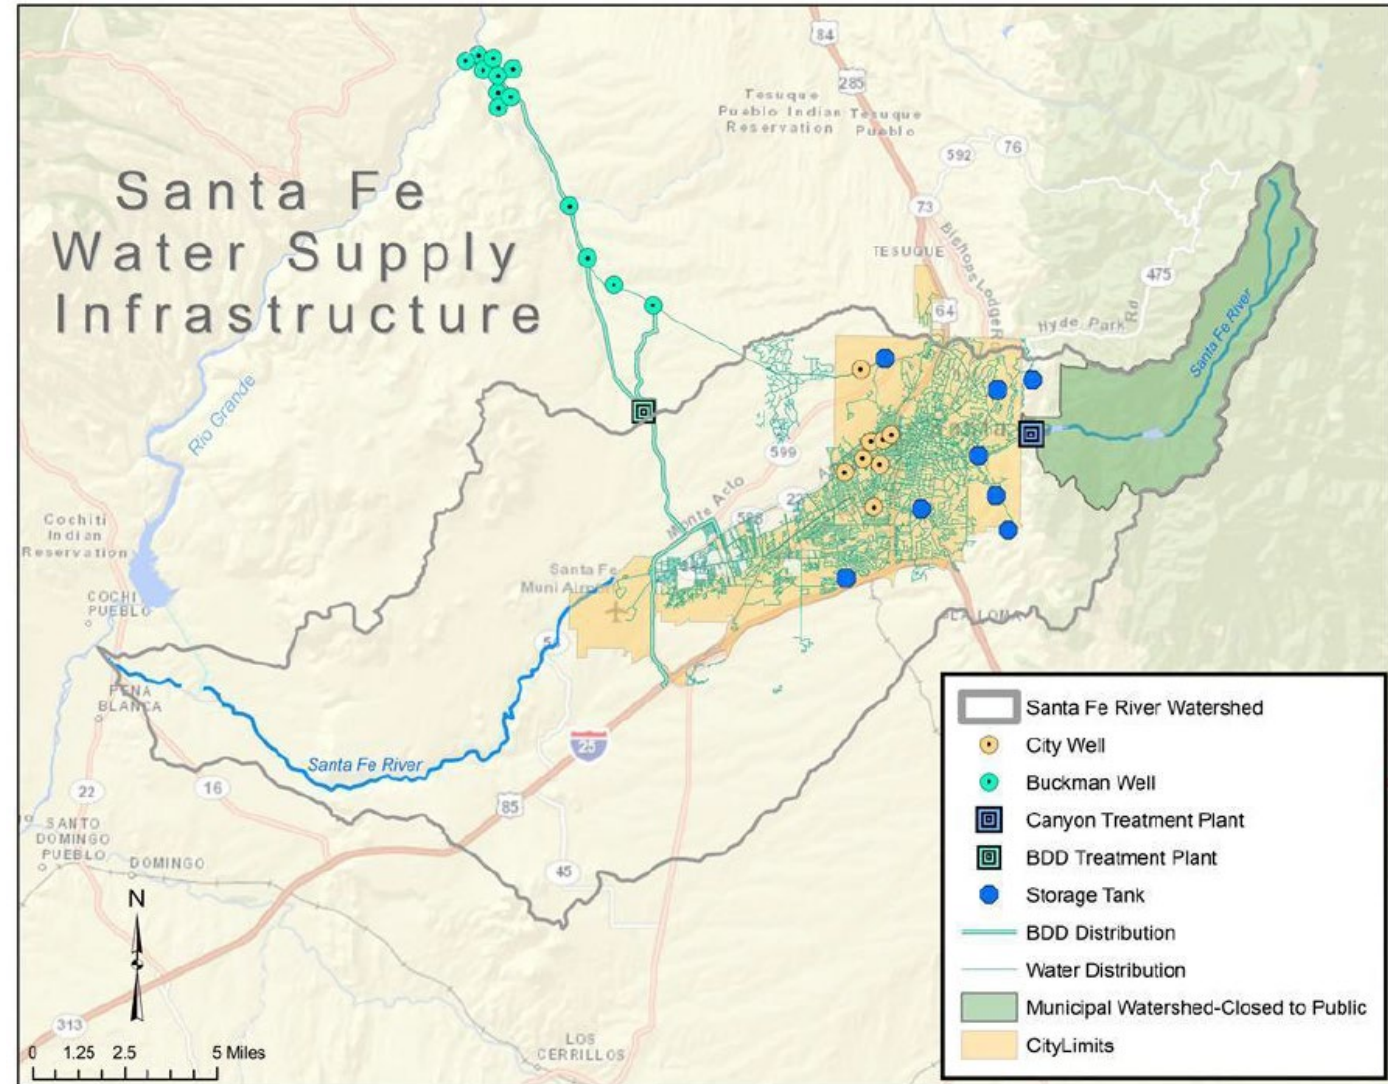 Santa Fe
Water Supply
Infrastructure
84
285
Tesuque
Pueblo Indian
Reservation
Tesuque
Pueblo
592
76
73
TESUQUE
Bishops Lodge
475
64
Hyde Park Rd
Santa Fe River
Rio Grande
599
Cochiti
Indian
Reservation
Santa Fe
Muni Airport
COCHITI
PUEBLO
LA LOMA
PENA
BLANCA
Santa Fe River
25
22
16
85
SANTO
DOMINGO
PUEBLO
DOMINGO
45
N
313
LOS
CERRILLOS
0 1.25 2.5 5 Miles
Santa Fe River Watershed
City Well
Buckman Well
Canyon Treatment Plant
BDD Treatment Plant
Storage Tank
BDD Distribution
Water Distribution
Municipal Watershed-Closed to Public
CityLimits